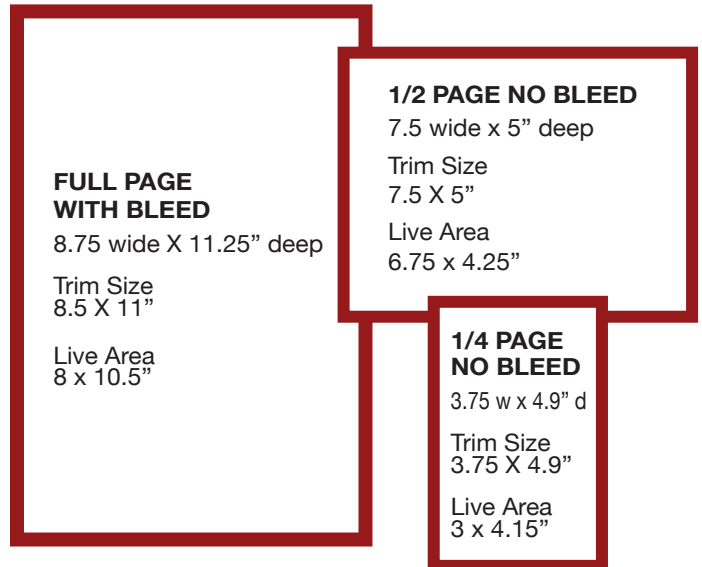 FULL PAGE
WITH BLEED
8.75 wide X 11.25” deep
Trim Size
8.5 X 11”
Live Area
8 x 10.5”
1/2 PAGE NO BLEED
7.5 wide x 5” deep
Trim Size
7.5 X 5”
Live Area
6.75 x 4.25”
1/4 PAGE
NO BLEED
3.75 w x 4.9” d
Trim Size
3.75 X 4.9”
Live Area
3 x 4.15”